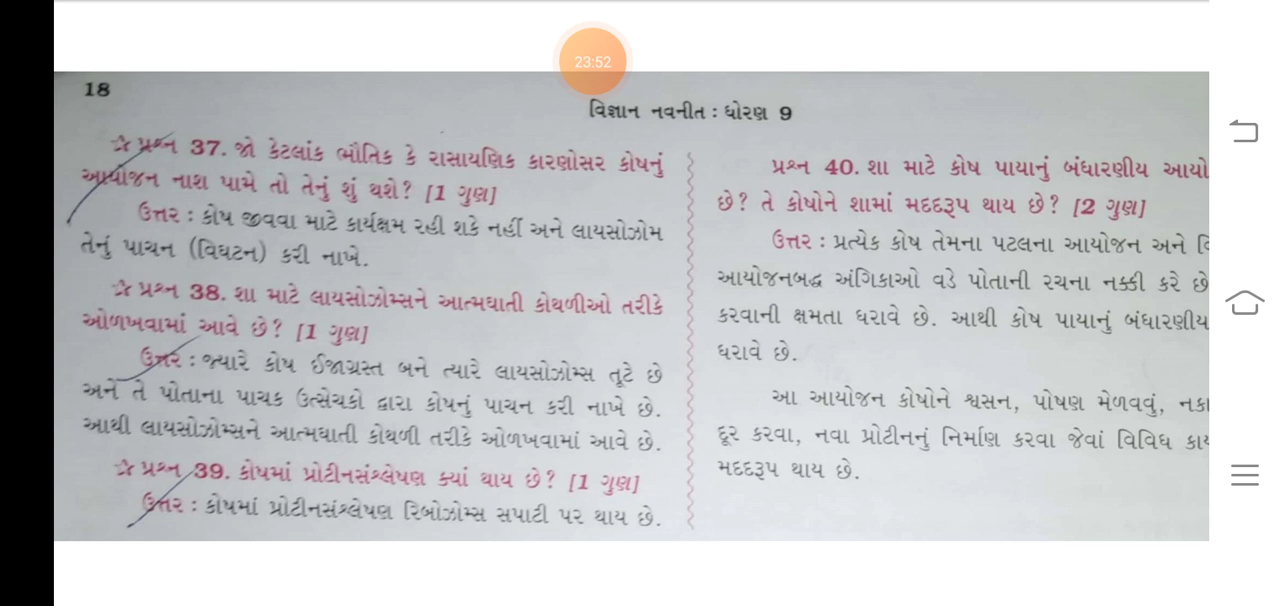 23:52
18
વિજ્ઞાન નવનીત : ધોરણ 9
☆ પ્રશ્ન 37. જો કેટલાંક ભૌતિક કે રાસાયણિક કારણોસર કોષનું
આયોજન નાશ પામે તો તેનું શું થશે? [1 ગુણ]
ઉત્તર : કોષ જીવવા માટે કાર્યક્ષમ રહી શકે નહીં અને લાયસોઝોમ
તેનું પાચન (વિઘટન) કરી નાખે.
☆ પ્રશ્ન 38. શા માટે લાયસોઝોમ્સને આત્મઘાતી કોથળીઓ તરીકે
ઓળખવામાં આવે છે? [1 ગુણ]
ઉત્તર : જ્યારે કોષ ઈજાગ્રસ્ત બને ત્યારે લાયસોઝોમ્સ તૂટે છે
અને તે પોતાના પાચક ઉત્સેચકો દ્વારા કોષનું પાચન કરી નાખે છે.
આથી લાયસોઝોમ્સને આત્મઘાતી કોથળી તરીકે ઓળખવામાં આવે છે.
☆ પ્રશ્ન 39. કોષમાં પ્રોટીનસંશ્લેષણ ક્યાં થાય છે? [1 ગુણ]
ઉત્તર : કોષમાં પ્રોટીનસંશ્લેષણ રિબોઝોમ્સ સપાટી પર થાય છે.
પ્રશ્ન 40. શા માટે કોષ પાયાનું બંધારણીય આયો
છે? તે કોષોને શામાં મદદરૂપ થાય છે? [2 ગુણ]
ઉત્તર : પ્રત્યેક કોષ તેમના પટલના આયોજન અને
આયોજનબદ્ધ અંગિકાઓ વડે પોતાની રચના નક્કી કરે છે
કરવાની ક્ષમતા ધરાવે છે. આથી કોષ પાયાનું બંધારણીય
ધરાવે છે.
આ આયોજન કોષોને શ્વસન, પોષણ મેળવવું, નકા
દૂર કરવા, નવા પ્રોટીનનું નિર્માણ કરવા જેવાં વિવિધ કા
મદદરૂપ થાય છે.